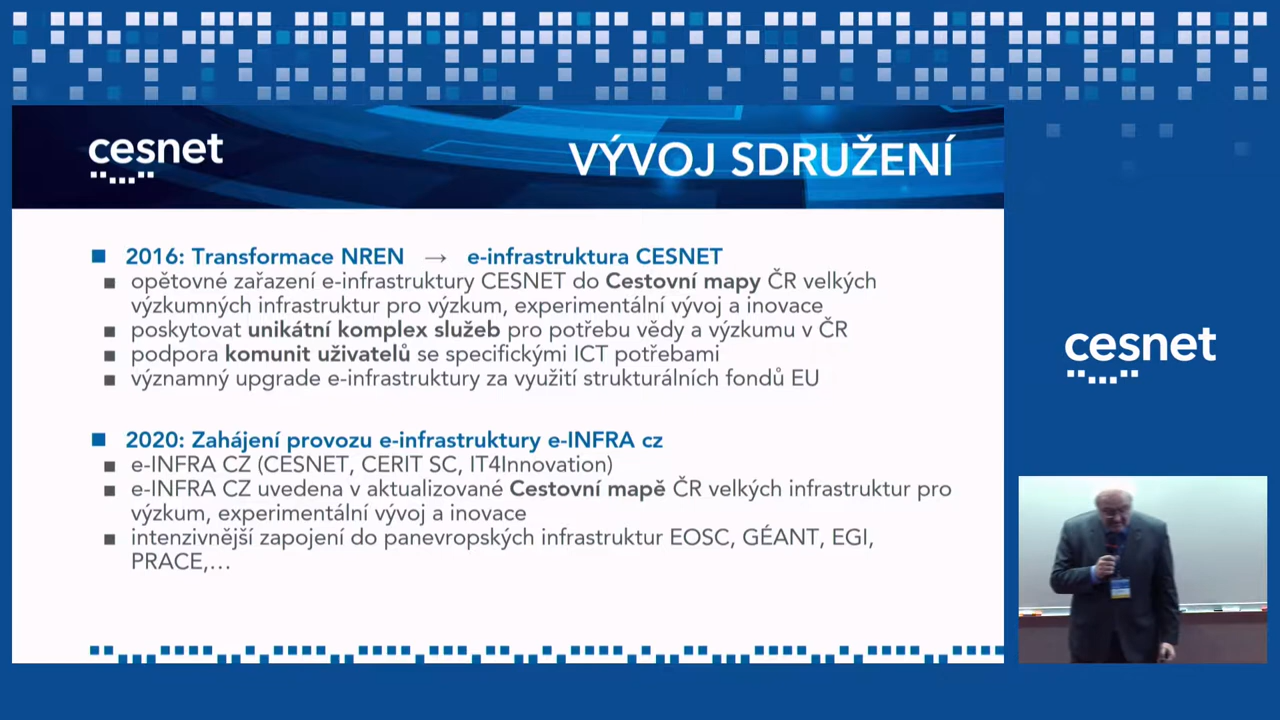 cesnet
VÝVOJ SDRUŽENÍ
2016: Transformace NREN → e-infrastruktura CESNET
opětovné zařazení e-infrastruktury CESNET do Cestovní mapy ČR velkých
výzkumných infrastruktur pro výzkum, experimentální vývoj a inovace
poskytovat unikátní komplex služeb pro potřebu vědy a výzkumu v ČR
podpora komunit uživatelů se specifickými ICT potřebami
významný upgrade e-infrastruktury za využití strukturálních fondů EU
2020: Zahájení provozu e-infrastruktury e-INFRA cz
e-INFRA CZ (CESNET, CERIT SC, IT4Innovation)
e-INFRA CZ uvedena v aktualizované Cestovní mapě ČR velkých infrastruktur pro
výzkum, experimentální vývoj a inovace
intenzivnější zapojení do panevropských infrastruktur EOSC, GÉANT, EGI,
PRACE,…
cesnet